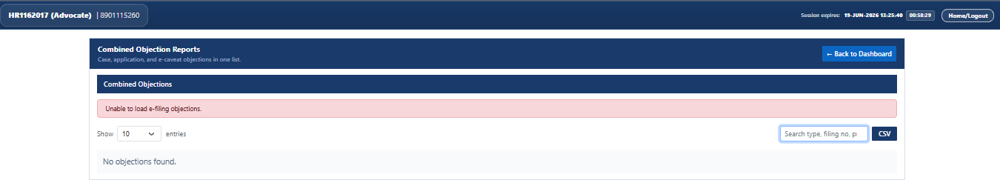 HR1162017 (Advocate) | 8901115260
Session expires: 19-JUN-2026 13:25:40 00:58:29 Home/Logout
Combined Objection Reports
Case, application, and e-caveat objections in one list.
← Back to Dashboard
Combined Objections
Unable to load e-filing objections.
Show 10 entries
Search type, filing no, p CSV
No objections found.